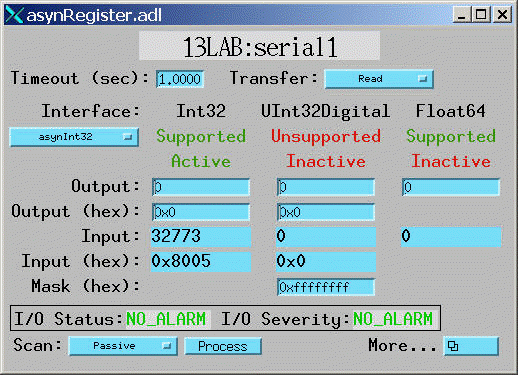 asynRegister.adl
13LAB:serial1
Timeout (sec): 1.0000 Transfer: Read
Interface: Int32 UInt32Digital Float64
asynInt32 Supported Unsupported Supported
Active Inactive Inactive
Output: 0 0 0
Output (hex): 0x0 0x0
Input: 32773 0 0
Input (hex): 0x8005 0x0
Mask (hex): 0xffffffff
I/O Status: NO_ALARM I/O Severity: NO_ALARM
Scan: Passive Process More...